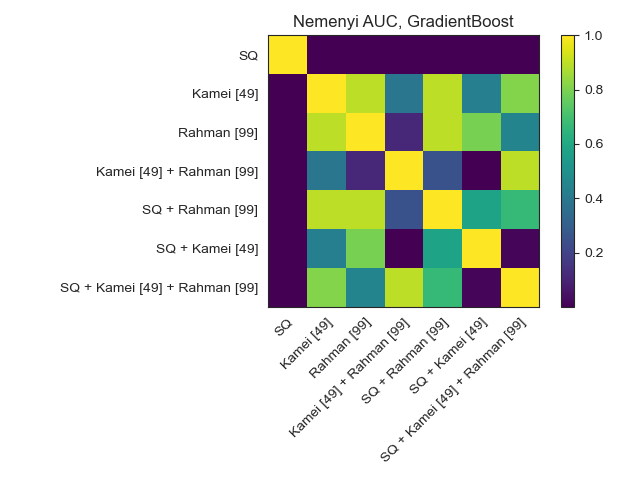 Nemenyi AUC, GradientBoost
SQ
Kamei [49]
Rahman [99]
Kamei [49] + Rahman [99]
SQ + Rahman [99]
SQ + Kamei [49]
SQ + Kamei [49] + Rahman [99]
SQ
Kamei [49]
Rahman [99]
Kamei [49] + Rahman [99]
SQ + Rahman [99]
SQ + Kamei [49]
SQ + Kamei [49] + Rahman [99]
1.0
0.8
0.6
0.4
0.2